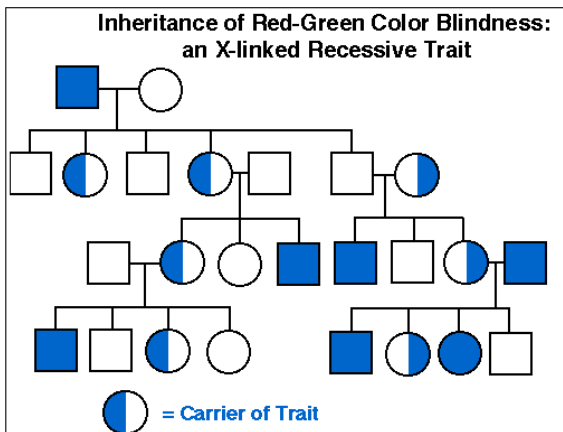 Inheritance of Red-Green Color Blindness:
an X-linked Recessive Trait
= Carrier of Trait